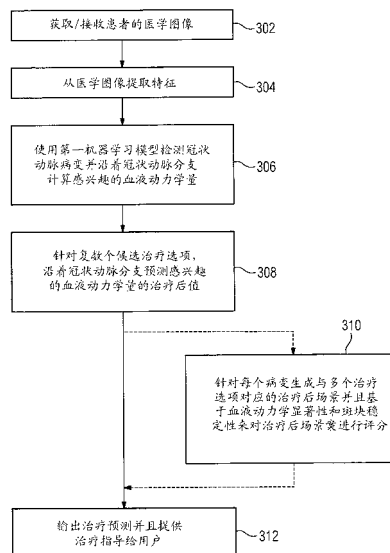 获取/接收患者的医学图像
302
从医学图像提取特征
304
使用第一机器学习模型检测冠状
动脉病变并沿着冠状动脉分支
计算感兴趣的血液动力学量
306
针对复数个候选治疗选项,
沿着冠状动脉分支预测感兴趣
的血液动力学量的治疗后值
308
310
针对每个病变生成与多个治疗
选项对应的治疗后场景并且基
于血液动力学显著性和斑块稳
定性来对治疗后场景案进行评分
输出治疗预测并且提供
治疗指导给用户
312